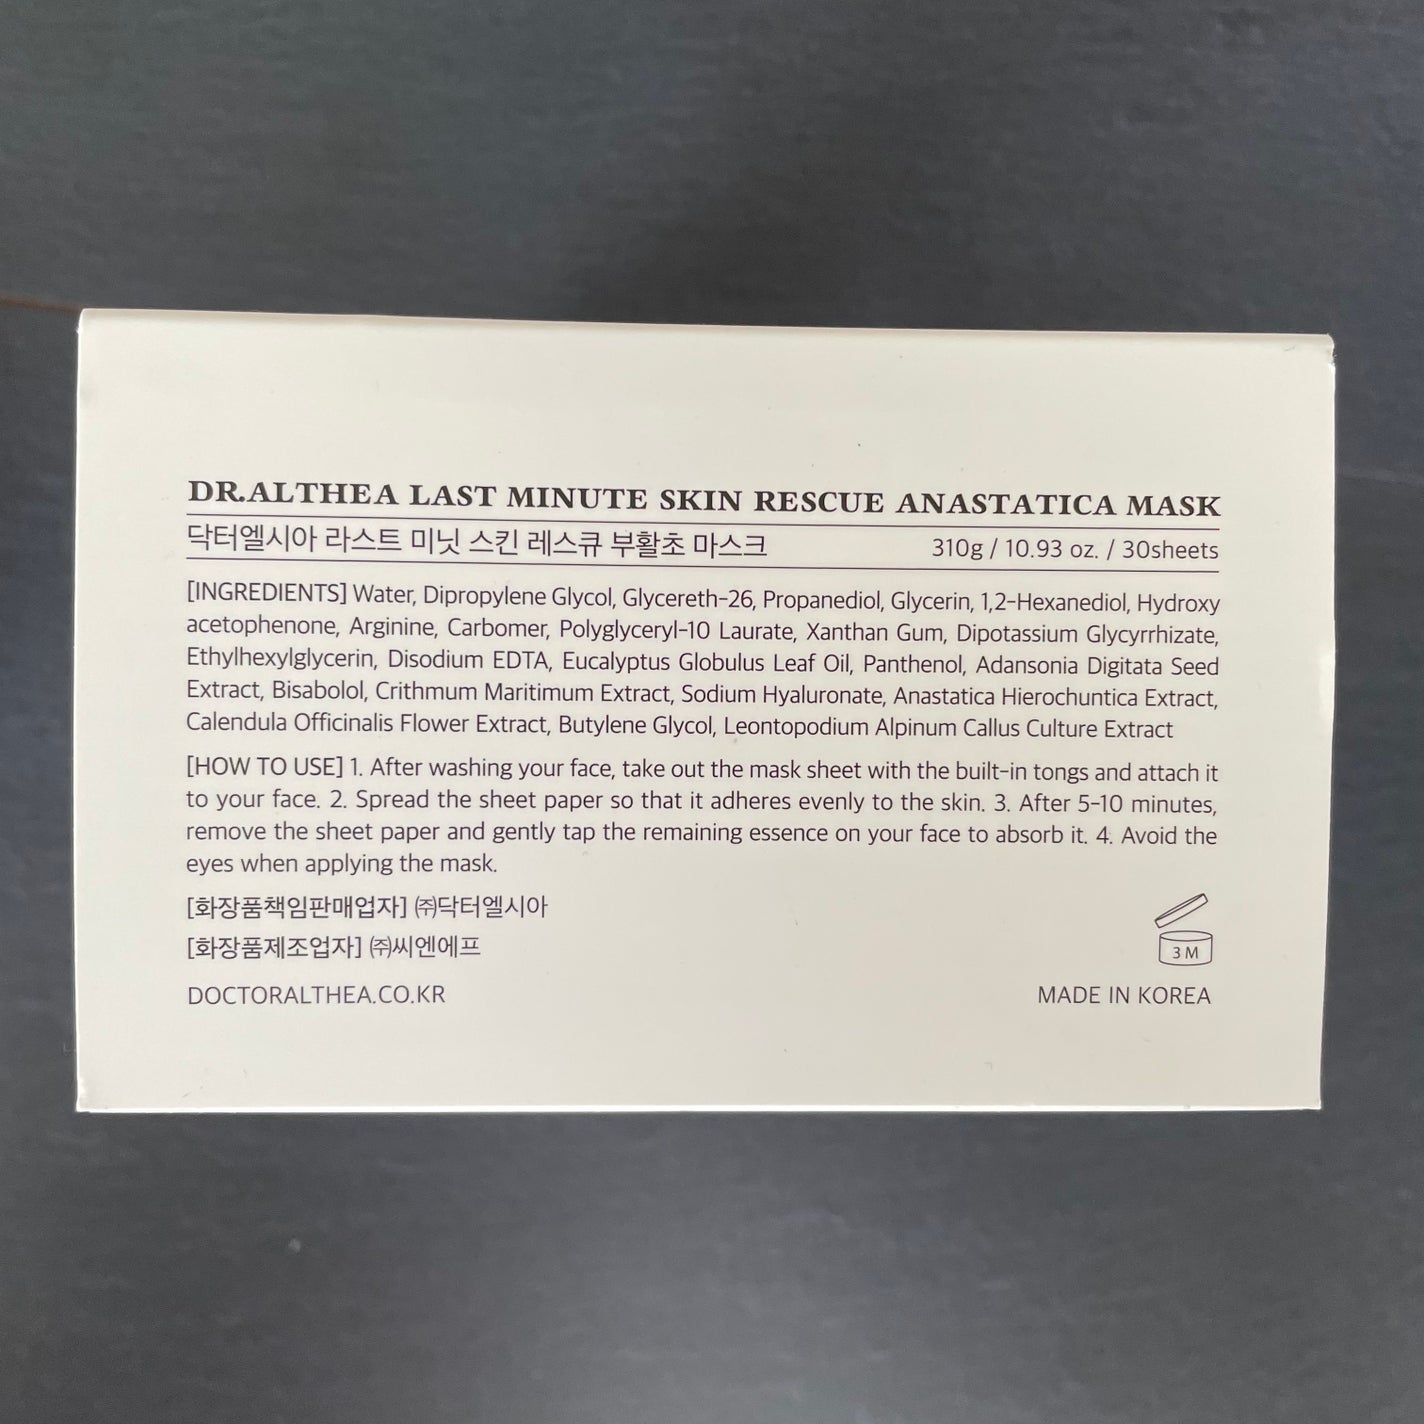 DR.ALTHEA LAST MINUTE SKIN RESCUE ANASTATICA MASK
닥터엘시아 라스트 미닛 스킨 레스큐 부활초 마스크 310g / 10.93 oz. / 30sheets
[INGREDIENTS] Water, Dipropylene Glycol, Glycereth-26, Propanediol, Glycerin, 1,2-Hexanediol, Hydroxy
acetophenone, Arginine, Carbomer, Polyglyceryl-10 Laurate, Xanthan Gum, Dipotassium Glycyrrhizate,
Ethylhexylglycerin, Disodium EDTA, Eucalyptus Globulus Leaf Oil, Panthenol, Adansonia Digitata Seed
Extract, Bisabolol, Crithmum Maritimum Extract, Sodium Hyaluronate, Anastatica Hierochuntica Extract,
Calendula Officinalis Flower Extract, Butylene Glycol, Leontopodium Alpinum Callus Culture Extract
[HOW TO USE] 1. After washing your face, take out the mask sheet with the built-in tongs and attach it
to your face. 2. Spread the sheet paper so that it adheres evenly to the skin. 3. After 5-10 minutes,
remove the sheet paper and gently tap the remaining essence on your face to absorb it. 4. Avoid the
eyes when applying the mask.
[화장품책임판매업자] ㈜닥터엘시아
[화장품제조업자] ㈜씨엔에프
3 M
DOCTORALTHEA.CO.KR MADE IN KOREA